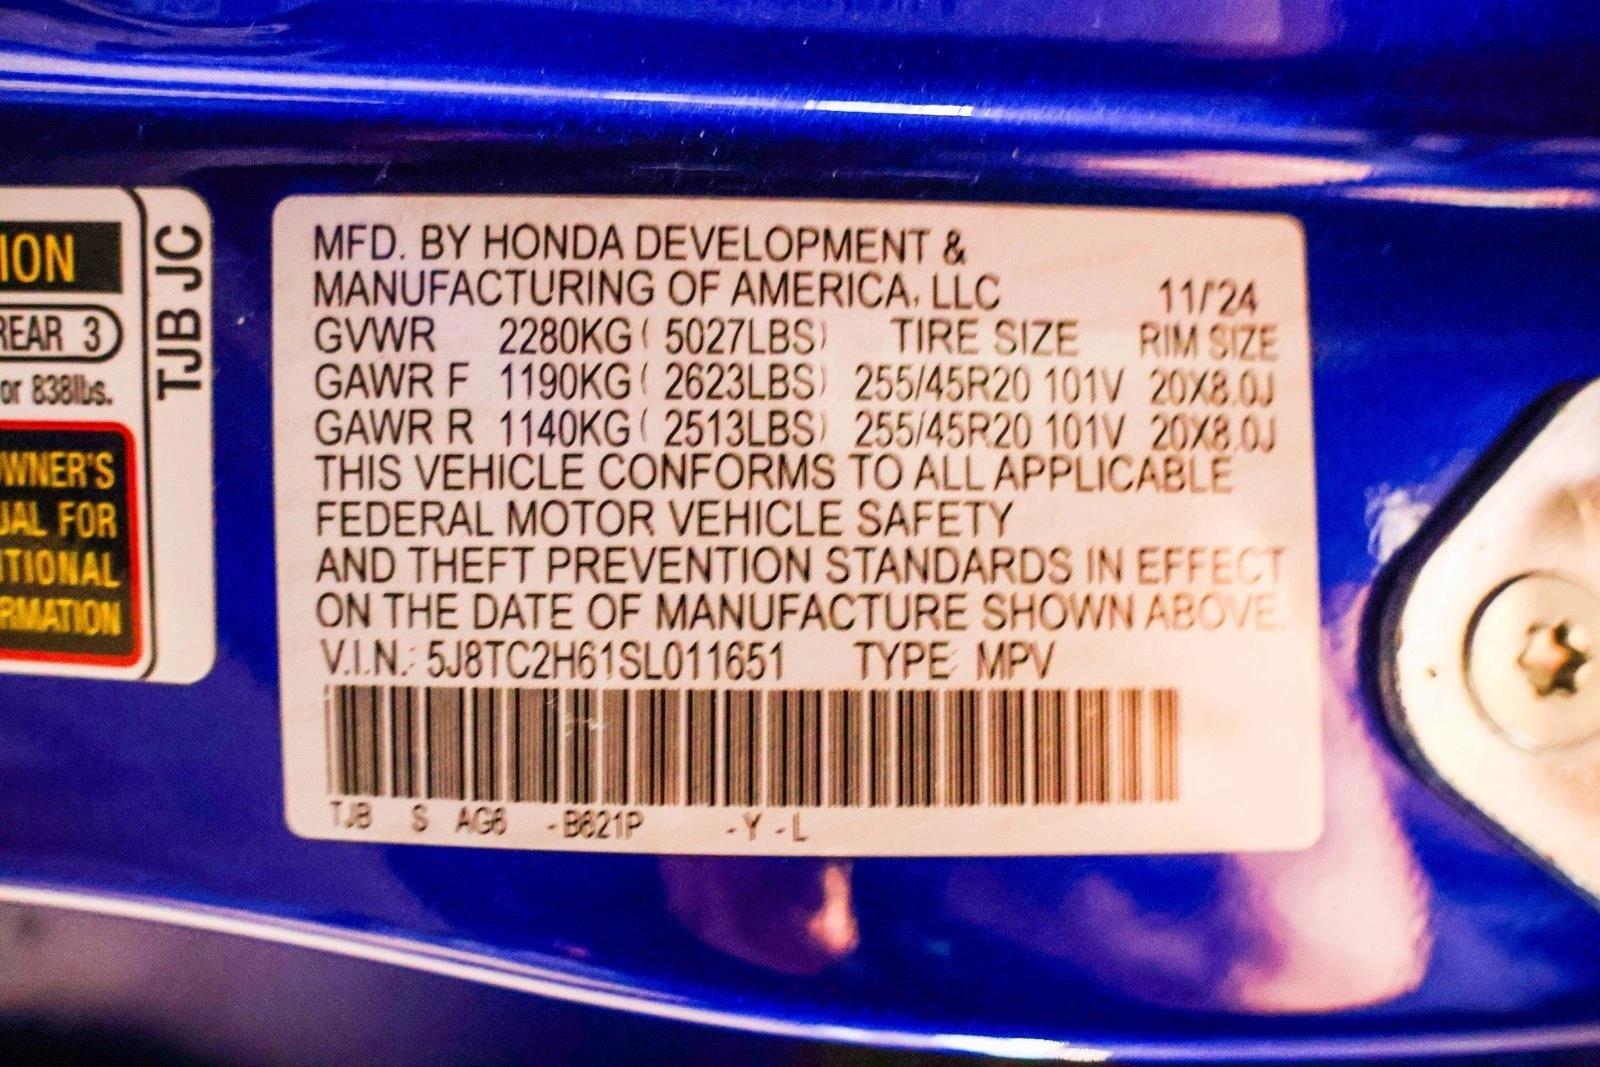 ION
REAR 3
or 838lbs.
OWNER'S
UAL FOR
ITIONAL
RMATION
TJB JC
MFD. BY HONDA DEVELOPMENT &
MANUFACTURING OF AMERICA, LLC 11/'24
GVWR 2280KG ( 5027LBS) TIRE SIZE RIM SIZE
GAWR F 1190KG ( 2623LBS) 255/45R20 101V 20X8.0J
GAWR R 1140KG ( 2513LBS) 255/45R20 101V 20X8.0J
THIS VEHICLE CONFORMS TO ALL APPLICABLE
FEDERAL MOTOR VEHICLE SAFETY
AND THEFT PREVENTION STANDARDS IN EFFECT
ON THE DATE OF MANUFACTURE SHOWN ABOVE.
V.I.N.: 5J8TC2H61SL011651 TYPE: MPV
TJB S AG6 -B621P -Y -L